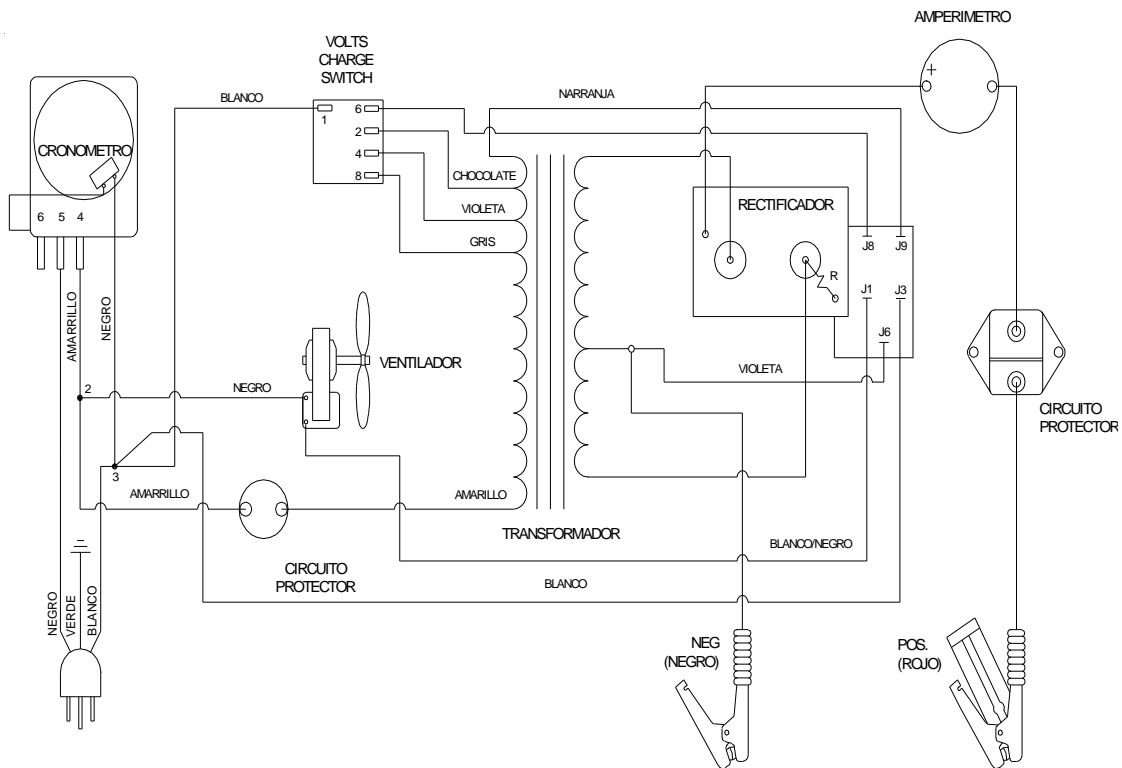 AMPERIMETRO
VOLTS
CHARGE
SWITCH
BLANCO
NARRANJA
+
6
1
2
4
8
CRONOMETRO
CHOCOLATE
VIOLETA
GRIS
RECTIFICADOR
6 5 4
J8 J9
R
J1 J3
J6
AMARRILLO
NEGRO
VENTILADOR
VIOLETA
NEGRO
2
CIRCUITO
PROTECTOR
3
AMARRILLO
AMARILLO
TRANSFORMADOR
BLANCO/NEGRO
CIRCUITO
PROTECTOR
BLANCO
NEGRO
VERDE
BLANCO
NEG
(NEGRO)
POS.
(ROJO)